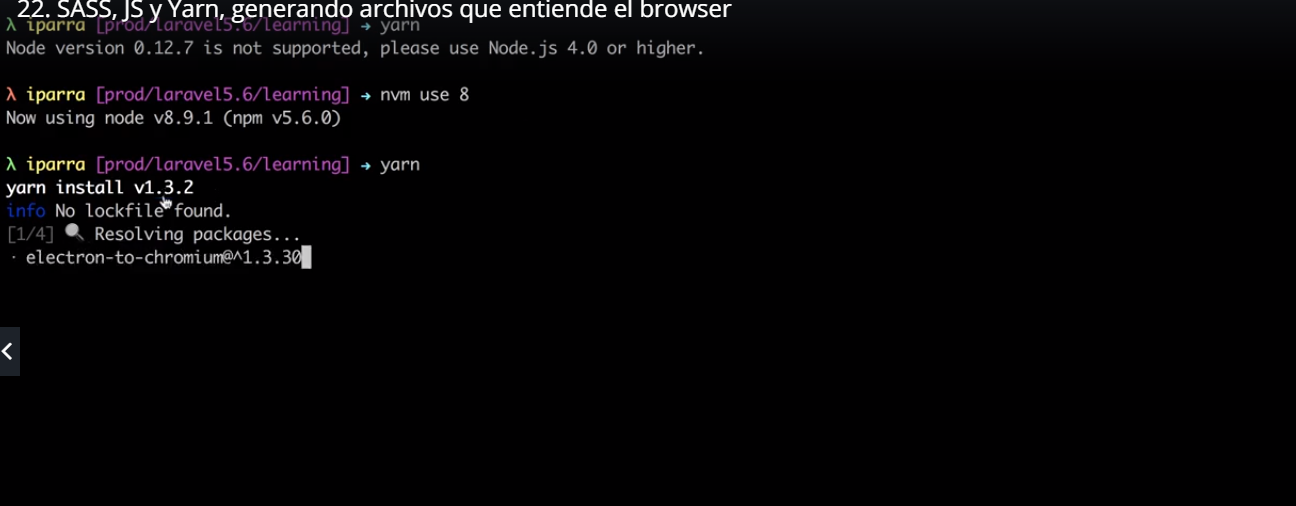 22. SASS, JS y Yarn, generando archivos que entiende el browser
λ iparra [prod/laravel5.6/learning] → yarn
Node version 0.12.7 is not supported, please use Node.js 4.0 or higher.
λ iparra [prod/laravel5.6/learning] → nvm use 8
Now using node v8.9.1 (npm v5.6.0)
λ iparra [prod/laravel5.6/learning] → yarn
yarn install v1.3.2
info No lockfile found.
[1/4] 🔍 Resolving packages...
· electron-to-chromium@^1.3.30